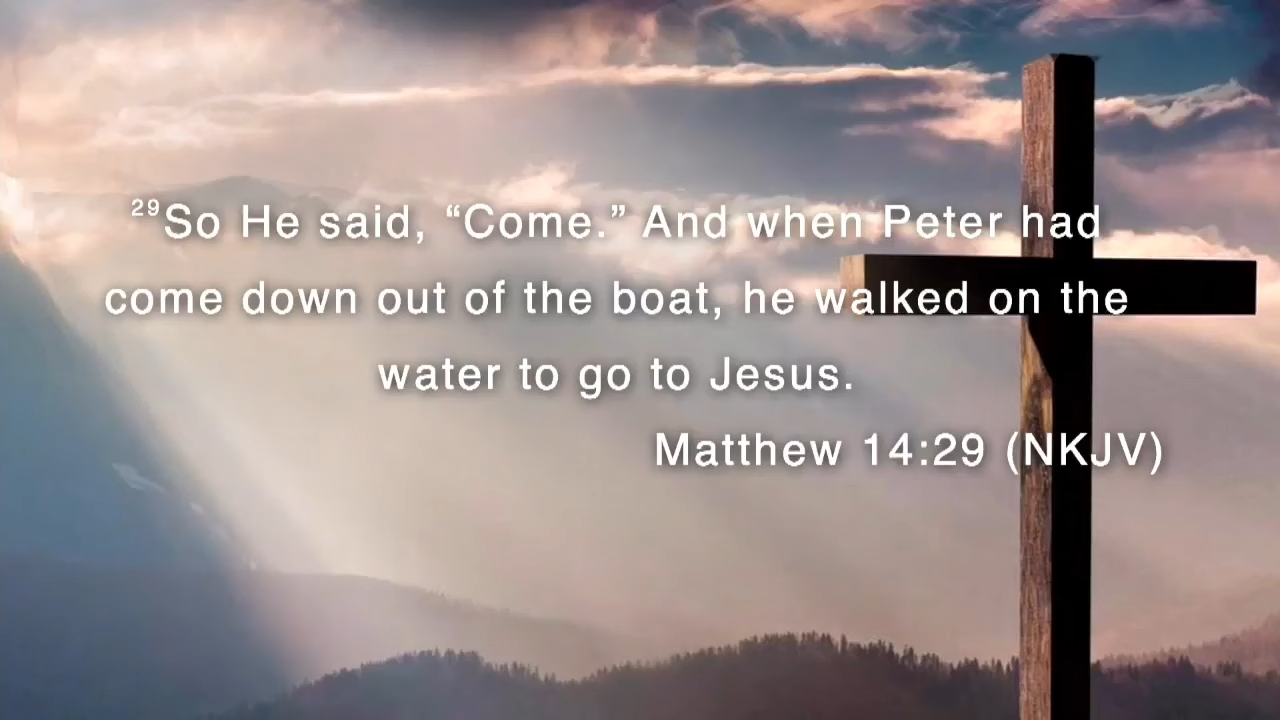 ²⁹So He said, “Come.” And when Peter had
come down out of the boat, he walked on the
water to go to Jesus.
Matthew 14:29 (NKJV)